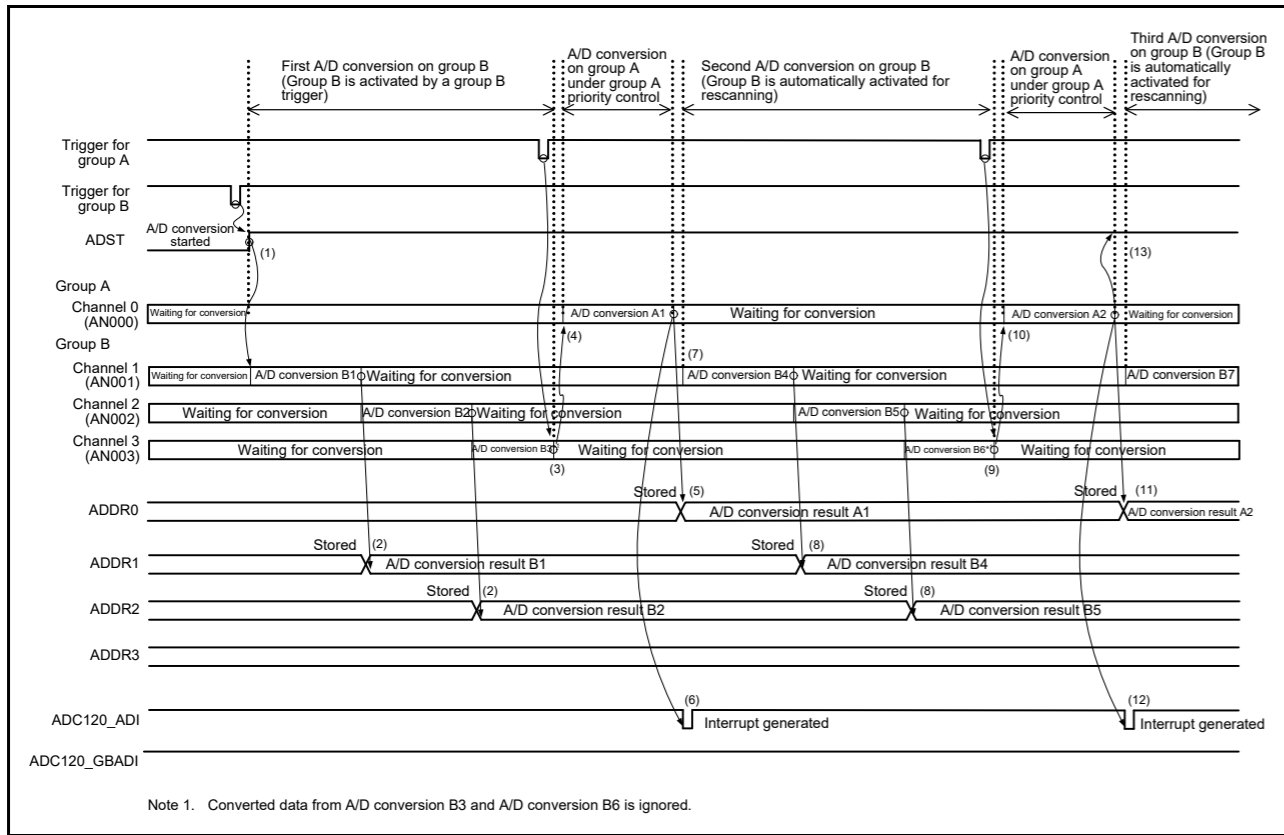 First A/D conversion on group B
(Group B is activated by a group B
trigger)
A/D conversion
on group A
under group A
priority control
Second A/D conversion on group B
(Group B is automatically activated for
rescanning)
A/D conversion
on group A
under group A
priority control
Third A/D conversion
on group B (Group B
is automatically
activated for
rescanning)
Trigger for
group A
Trigger for
group B
A/D conversion
started
ADST
(1)
(13)
Group A
Channel 0
(AN000)
Waiting for conversion
A/D conversion A1
Waiting for conversion
A/D conversion A2
Waiting for conversion
(4)
(10)
Group B
(7)
Channel 1
(AN001)
Waiting for conversion
A/D conversion B1
Waiting for conversion
A/D conversion B4
Waiting for conversion
A/D conversion B7
Channel 2
(AN002)
Waiting for conversion
A/D conversion B2
Waiting for conversion
A/D conversion B5
Waiting for conversion
Channel 3
(AN003)
Waiting for conversion
A/D conversion B3
Waiting for conversion
A/D conversion B6*1
Waiting for conversion
(3)
(9)
ADDR0
Stored
(5)
A/D conversion result A1
Stored
(11)
A/D conversion result A2
ADDR1
Stored
(2)
A/D conversion result B1
Stored
(8)
A/D conversion result B4
ADDR2
Stored
(2)
A/D conversion result B2
Stored
(8)
A/D conversion result B5
ADDR3
ADC120_ADI
(6)
Interrupt generated
(12)
Interrupt generated
ADC120_GBADI
Note 1. Converted data from A/D conversion B3 and A/D conversion B6 is ignored.